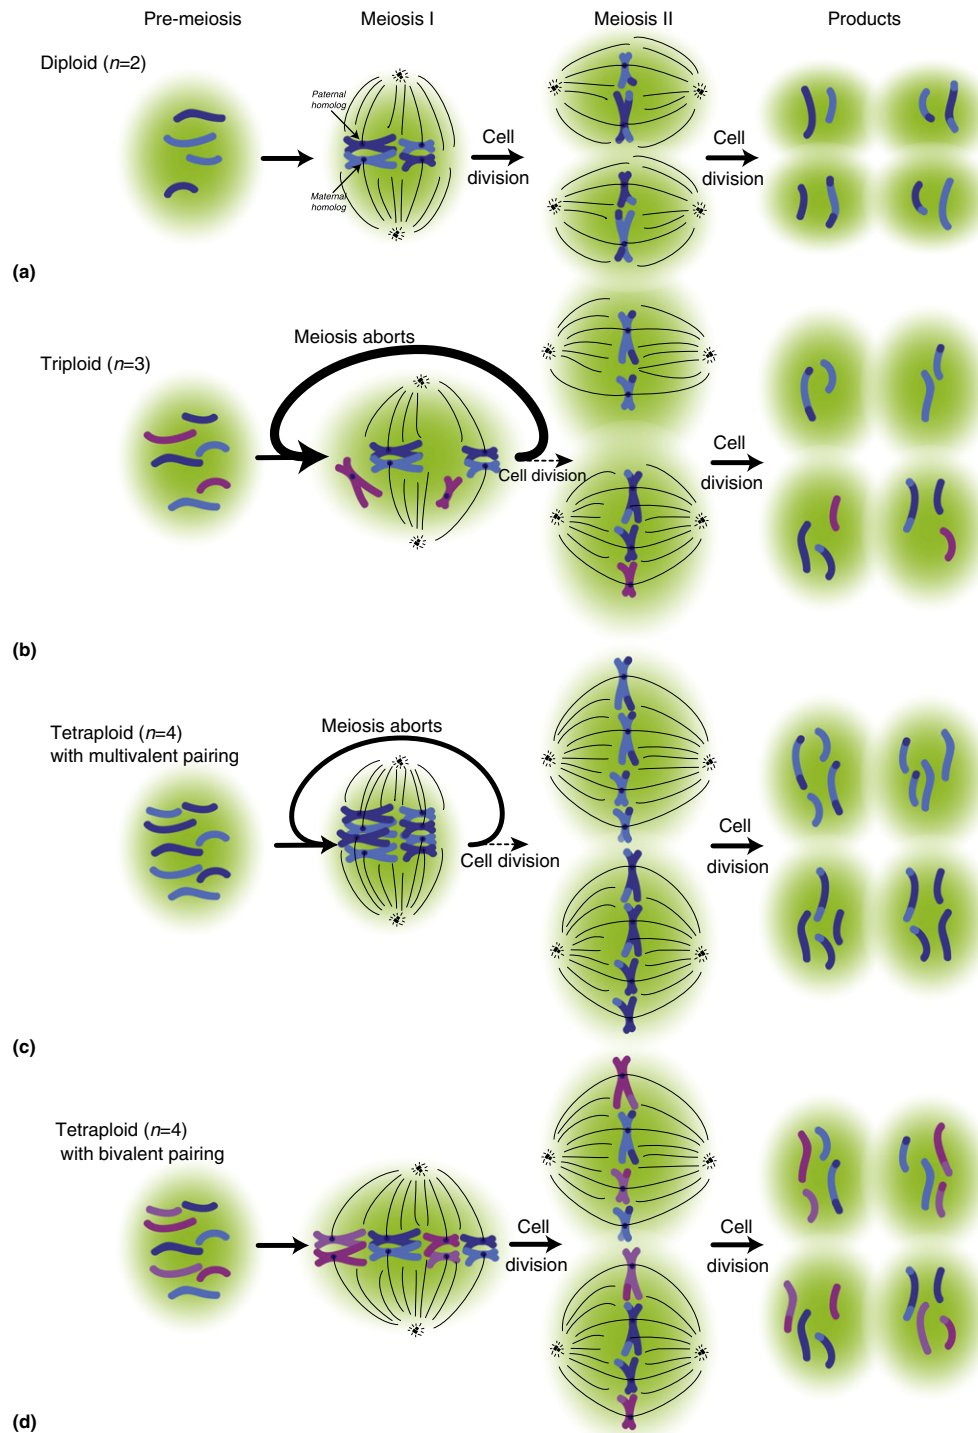 Pre-meiosis
Meiosis I
Meiosis II
Products
Diploid (n=2)
Paternal
homolog
Maternal
homolog
Cell
division
Cell
division
(a)
Triploid (n=3)
Meiosis aborts
Cell division
Cell
division
(b)
Tetraploid (n=4)
with multivalent pairing
Meiosis aborts
Cell division
Cell
division
(c)
Tetraploid (n=4)
with bivalent pairing
Cell
division
Cell
division
(d)